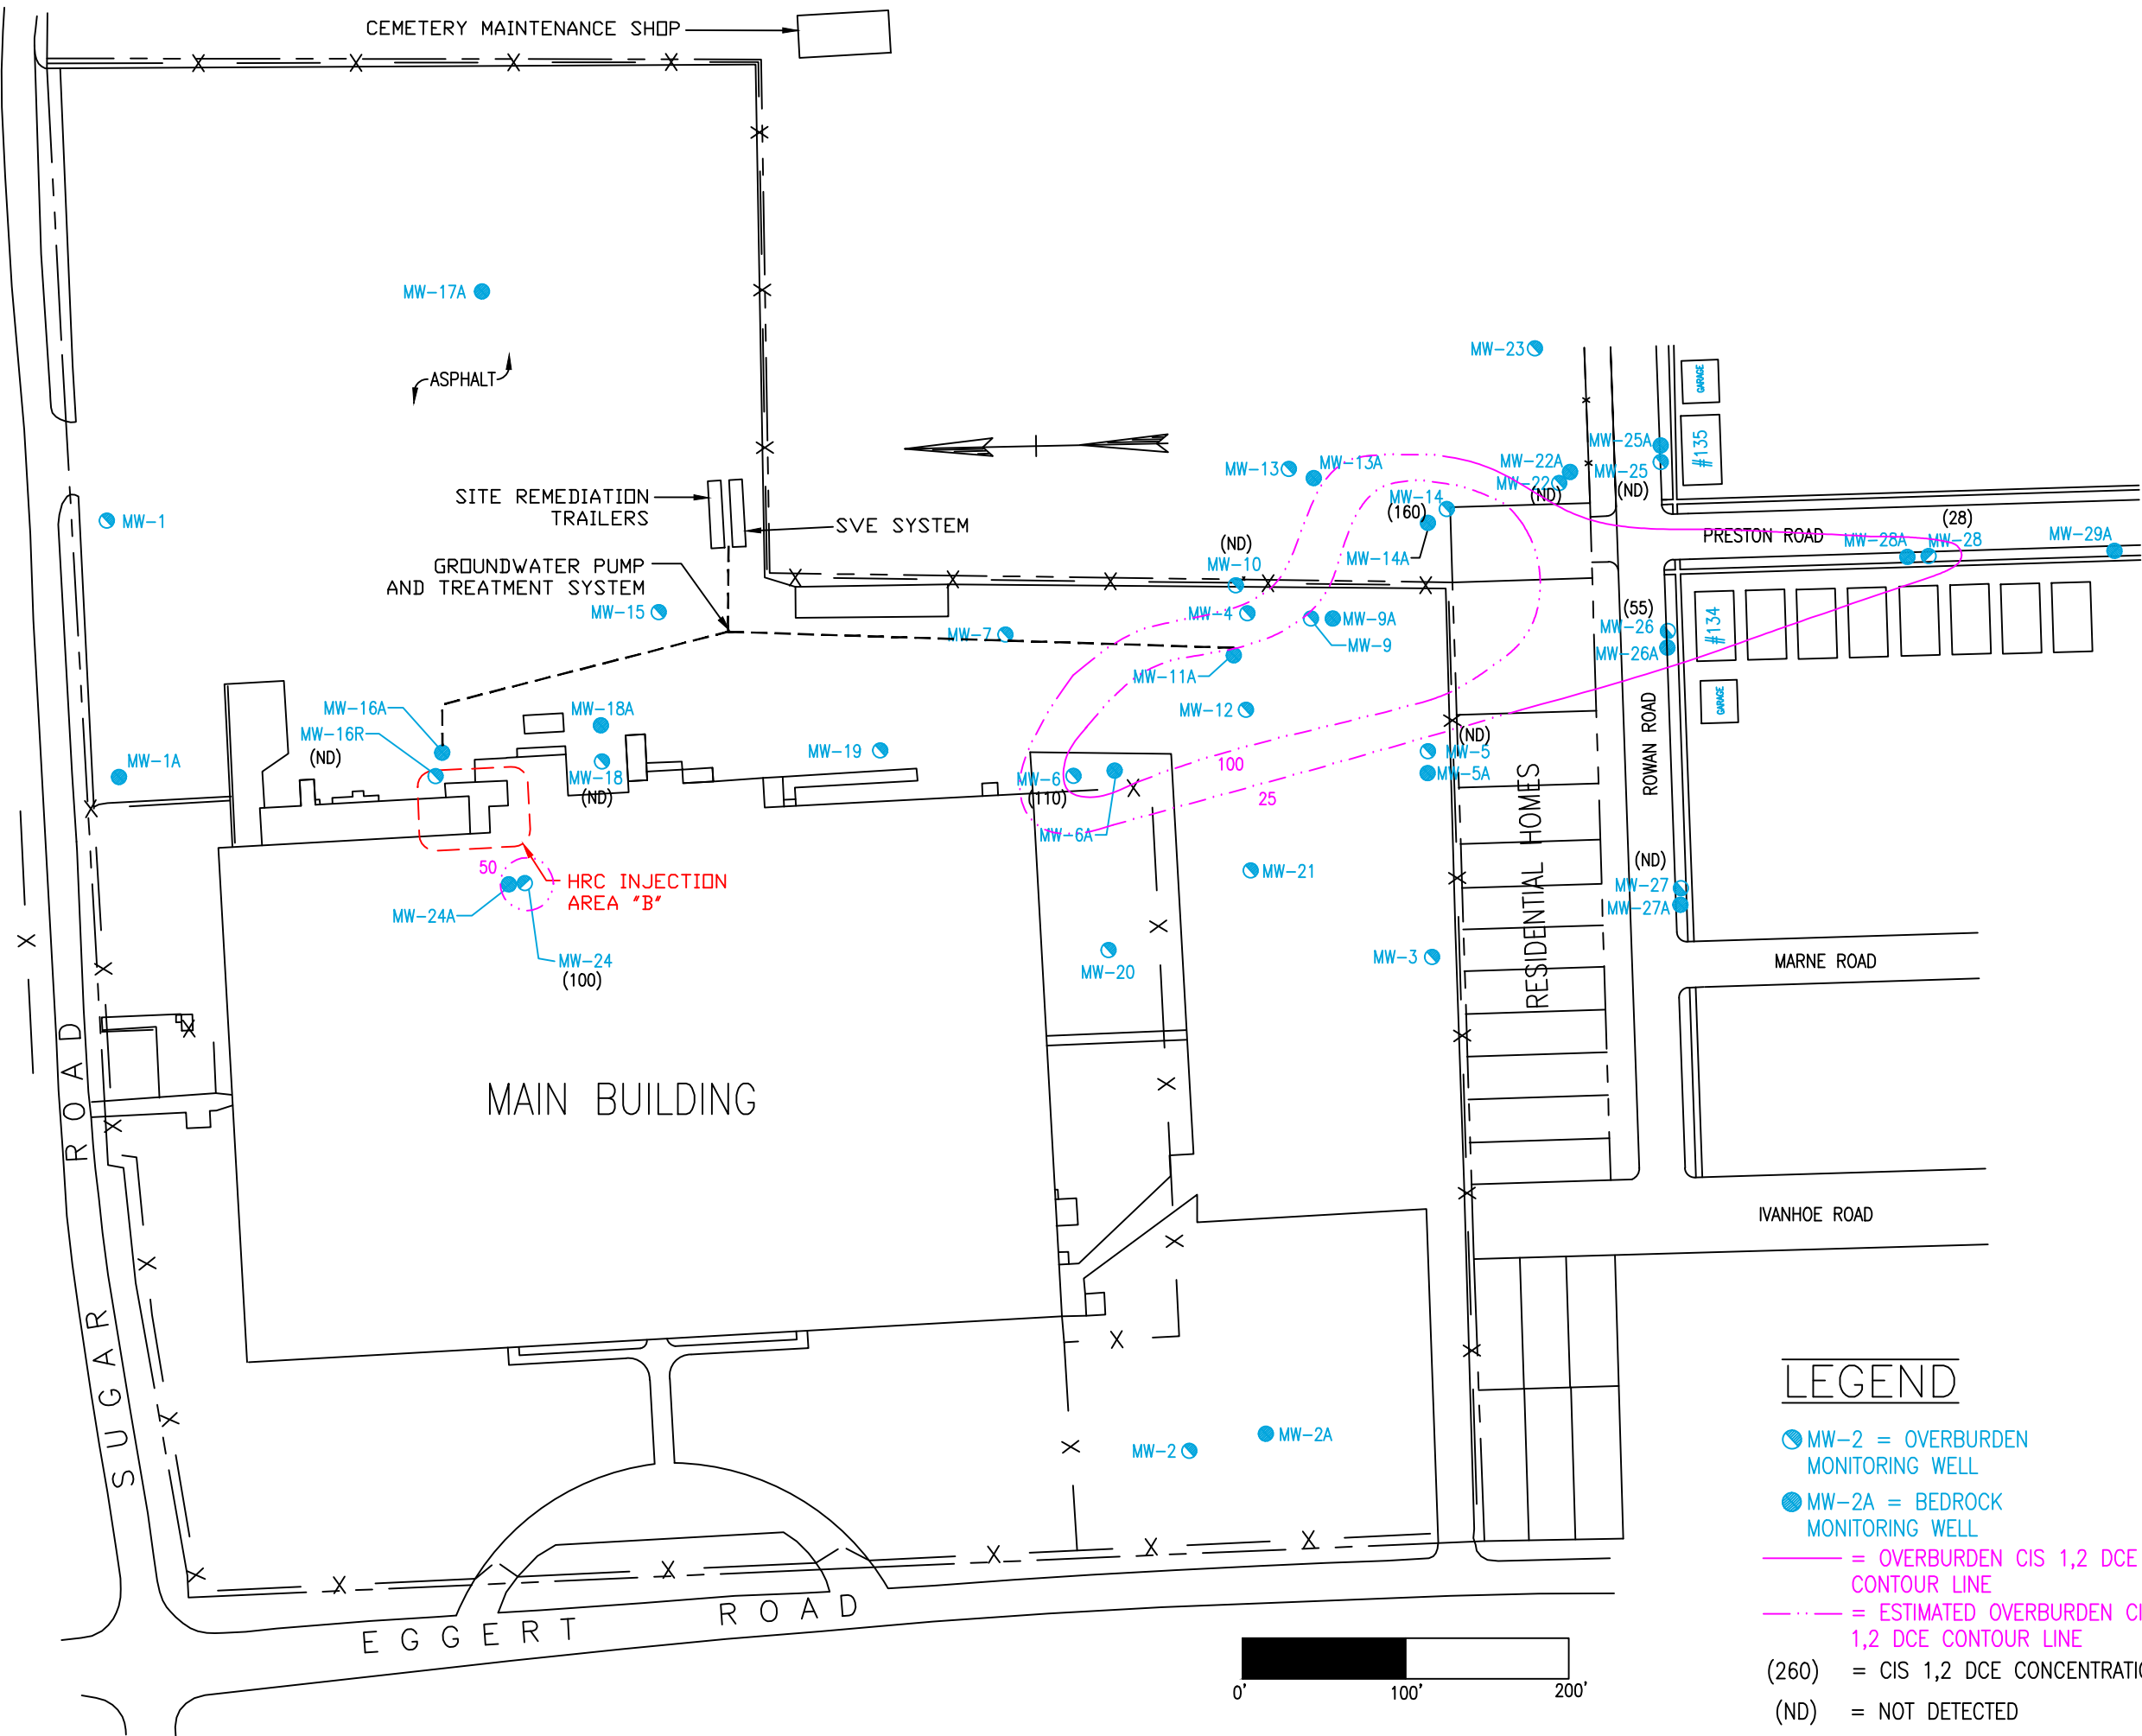 CEMETERY MAINTENANCE SHOP
MW-17A
ASPHALT
MW-23
GARAGE
#135
MW-25A
MW-25
(ND)
MW-22A
MW-22
(ND)
MW-13
MW-13A
MW-14
(160)
MW-14A
SITE REMEDIATION
TRAILERS
SVE SYSTEM
MW-1
GROUNDWATER PUMP
AND TREATMENT SYSTEM
(ND)
MW-10
PRESTON ROAD
(28)
MW-28A
MW-28
MW-29A
MW-15
MW-7
MW-4
MW-9A
MW-9
MW-11A
(55)
MW-26
MW-26A
#134
GARAGE
MW-16A
MW-16R
(ND)
MW-18A
MW-18
(ND)
MW-19
MW-12
MW-1A
MW-6
(110)
MW-6A
100
25
(ND)
MW-5
MW-5A
ROWAN ROAD
RESIDENTIAL HOMES
50
HRC INJECTION
AREA "B"
MW-24A
MW-24
(100)
MW-21
MW-20
MW-3
(ND)
MW-27
MW-27A
MARNE ROAD
MAIN BUILDING
IVANHOE ROAD
SUGAR ROAD
MW-2
MW-2A
EGGERT ROAD
0'
100'
200'
LEGEND
MW-2 = OVERBURDEN
MONITORING WELL
MW-2A = BEDROCK
MONITORING WELL
= OVERBURDEN CIS 1,2 DCE
CONTOUR LINE
= ESTIMATED OVERBURDEN
1,2 DCE CONTOUR LINE
(260) = CIS 1,2 DCE
(ND) = NOT DETECTED